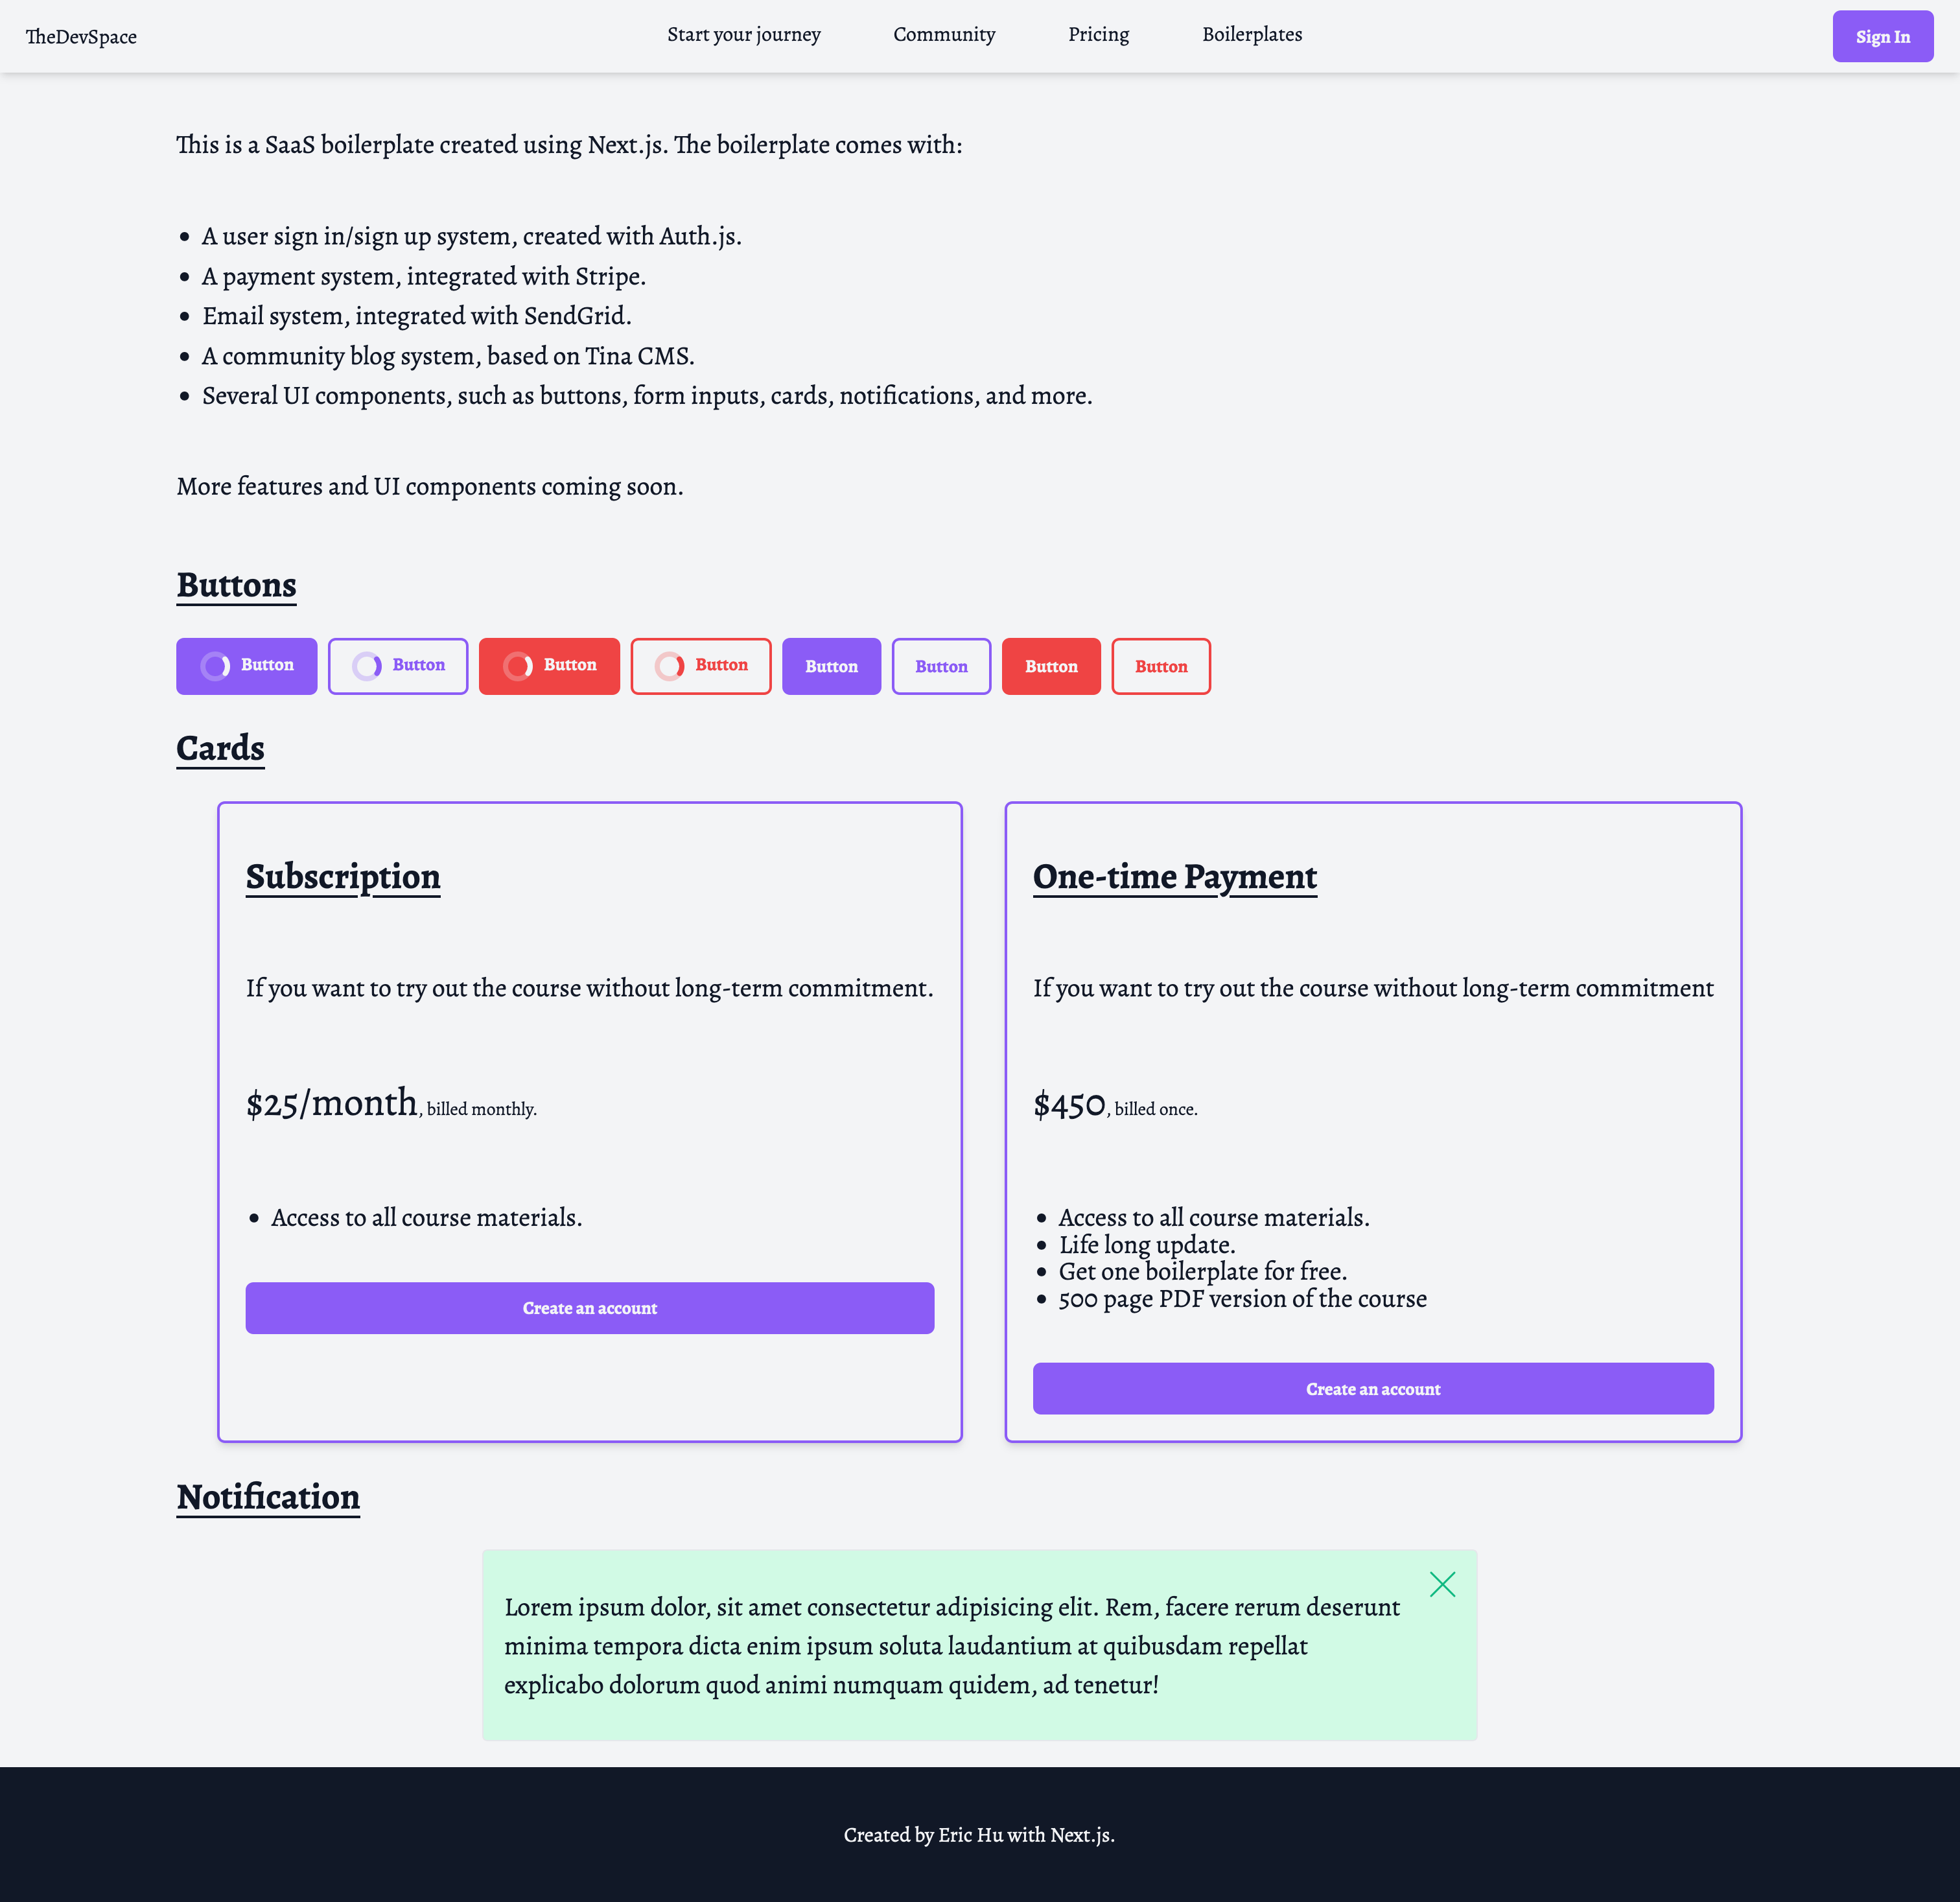 TheDevSpace
Start your journey
Community
Pricing
Boilerplates
Sign In
This is a SaaS boilerplate created using Next.js. The boilerplate comes with:
• A user sign in/sign up system, created with Auth.js.
• A payment system, integrated with Stripe.
• Email system, integrated with SendGrid.
• A community blog system, based on Tina CMS.
• Several UI components, such as buttons, form inputs, cards, notifications, and more.
More features and UI components coming soon.
Buttons
Button
Button
Button
Button
Button
Button
Button
Button
Cards
Subscription
If you want to try out the course without long-term commitment.
$25/month, billed monthly.
• Access to all course materials.
Create an account
One-time Payment
If you want to try out the course without long-term commitment
$450, billed once.
• Access to all course materials.
• Life long update.
• Get one boilerplate for free.
• 500 page PDF version of the course
Create an account
Notification
Lorem ipsum dolor, sit amet consectetur adipisicing elit. Rem, facere rerum deserunt
minima tempora dicta enim ipsum soluta laudantium at quibusdam repellat
explicabo dolorum quod animi numquam quidem, ad tenetur!
Created by Eric Hu with Next.js.